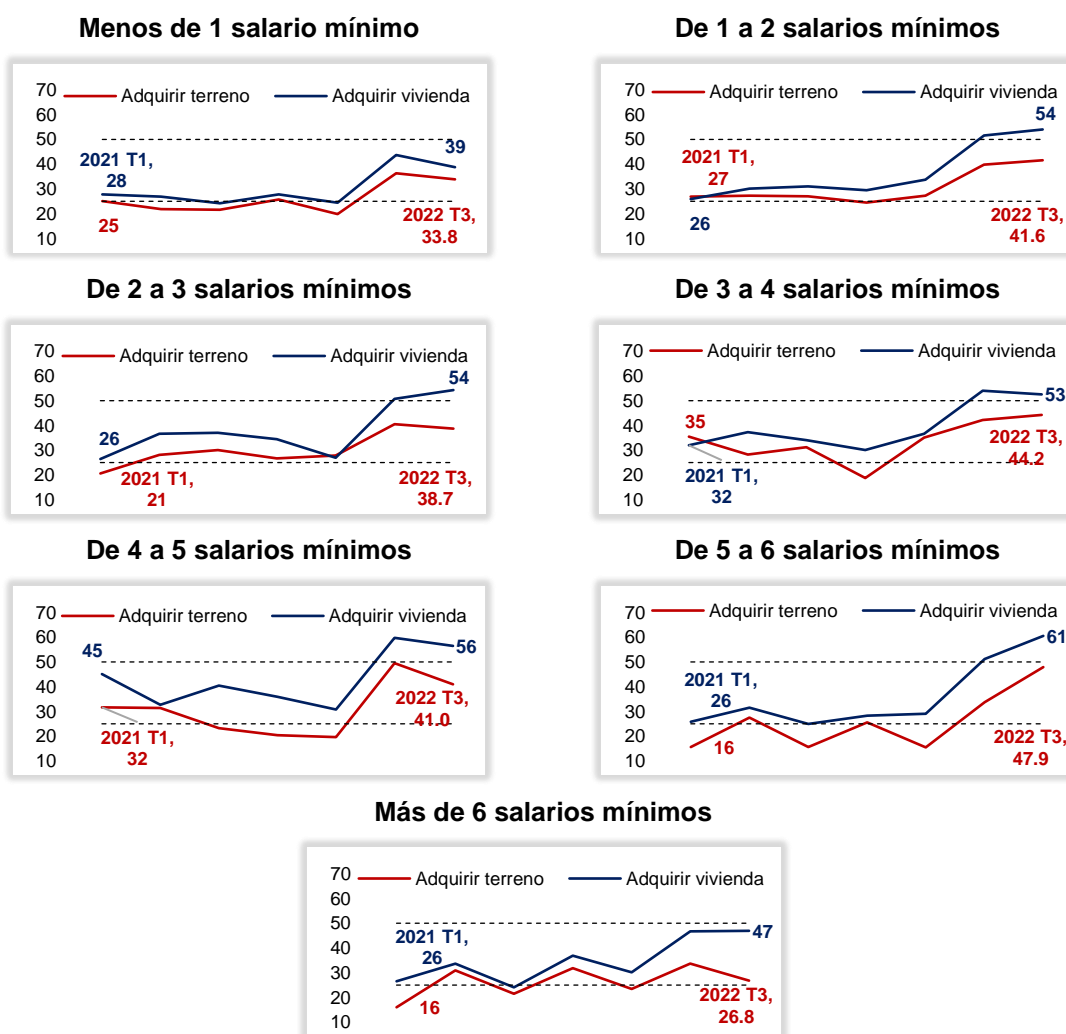 Menos de 1 salario mínimo
70
Adquirir terreno
Adquirir vivienda
60
50
40
30
20
10
2021 T1,
28
39
25
2022 T3,
33.8
De 1 a 2 salarios mínimos
70
Adquirir terreno
Adquirir vivienda
60
50
40
30
20
10
54
2021 T1,
27
26
2022 T3,
41.6
De 2 a 3 salarios mínimos
70
Adquirir terreno
Adquirir vivienda
60
50
40
30
20
10
54
26
2021 T1,
21
2022 T3,
38.7
De 3 a 4 salarios mínimos
70
Adquirir terreno
Adquirir vivienda
60
50
40
30
20
10
53
35
2022 T3,
44.2
2021 T1,
32
De 4 a 5 salarios mínimos
70
Adquirir terreno
Adquirir vivienda
60
50
40
30
20
10
45
56
2022 T3,
41.0
2021 T1,
32
De 5 a 6 salarios mínimos
70
Adquirir terreno
Adquirir vivienda
60
50
40
30
20
10
61
2021 T1,
26
16
2022 T3,
47.9
Más de 6 salarios mínimos
70
Adquirir terreno
Adquirir vivienda
60
50
40
30
20
10
2021 T1,
26
47
16
2022 T3,
26.8